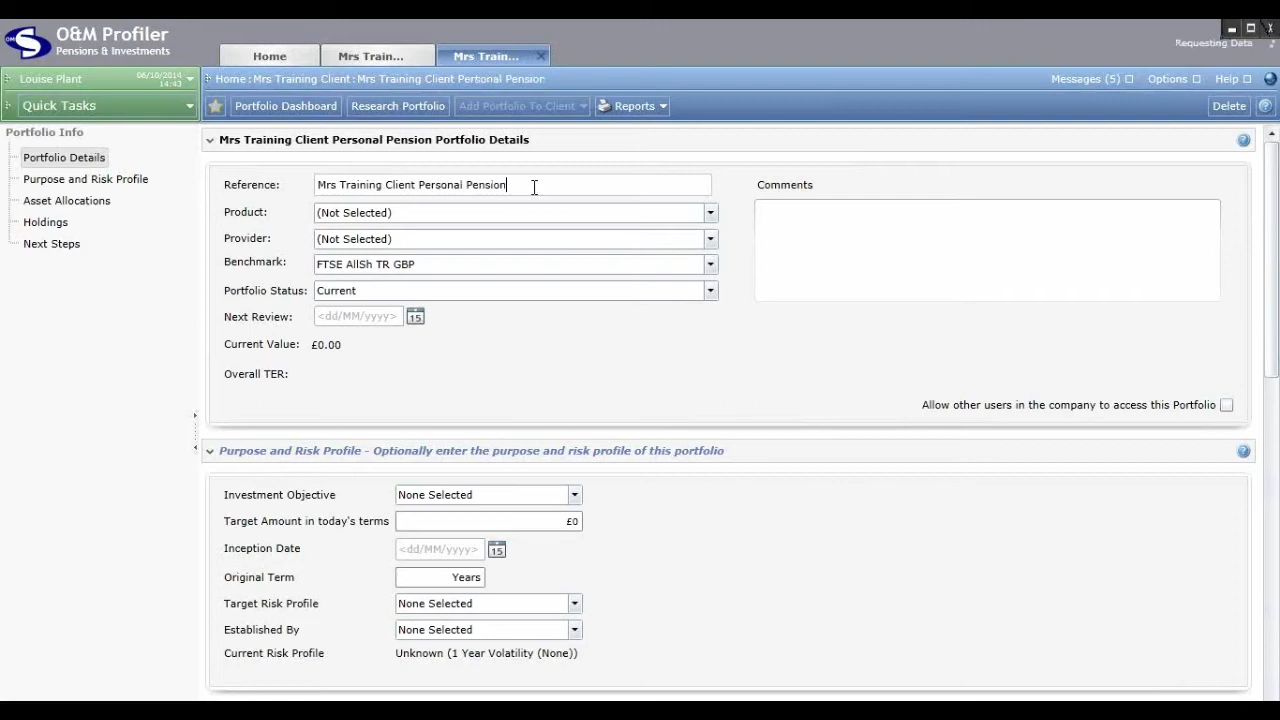 O&M Profiler
Pensions & Investments
Home
Mrs Train...
Mrs Train...
Requesting Data
Louise Plant
06/10/2014
14:43
Home : Mrs Training Client : Mrs Training Client Personal Pension
Messages (5)
Options
Help
Quick Tasks
Portfolio Dashboard
Research Portfolio
Add Portfolio To Client
Reports
Delete
Portfolio Info
Portfolio Details
Purpose and Risk Profile
Asset Allocations
Holdings
Next Steps
Mrs Training Client Personal Pension Portfolio Details
Reference:
Mrs Training Client Personal Pension
Comments
Product:
(Not Selected)
Provider:
(Not Selected)
Benchmark:
FTSE AllSh TR GBP
Portfolio Status:
Current
Next Review:
<dd/MM/yyyy>
15
Current Value:
£0.00
Overall TER:
Allow other users in the company to access this Portfolio
Purpose and Risk Profile - Optionally enter the purpose and risk profile of this portfolio
Investment Objective
None Selected
Target Amount in today's terms
£0
Inception Date
<dd/MM/yyyy>
15
Original Term
Years
Target Risk Profile
None Selected
Established By
None Selected
Current Risk Profile
Unknown (1 Year Volatility (None))